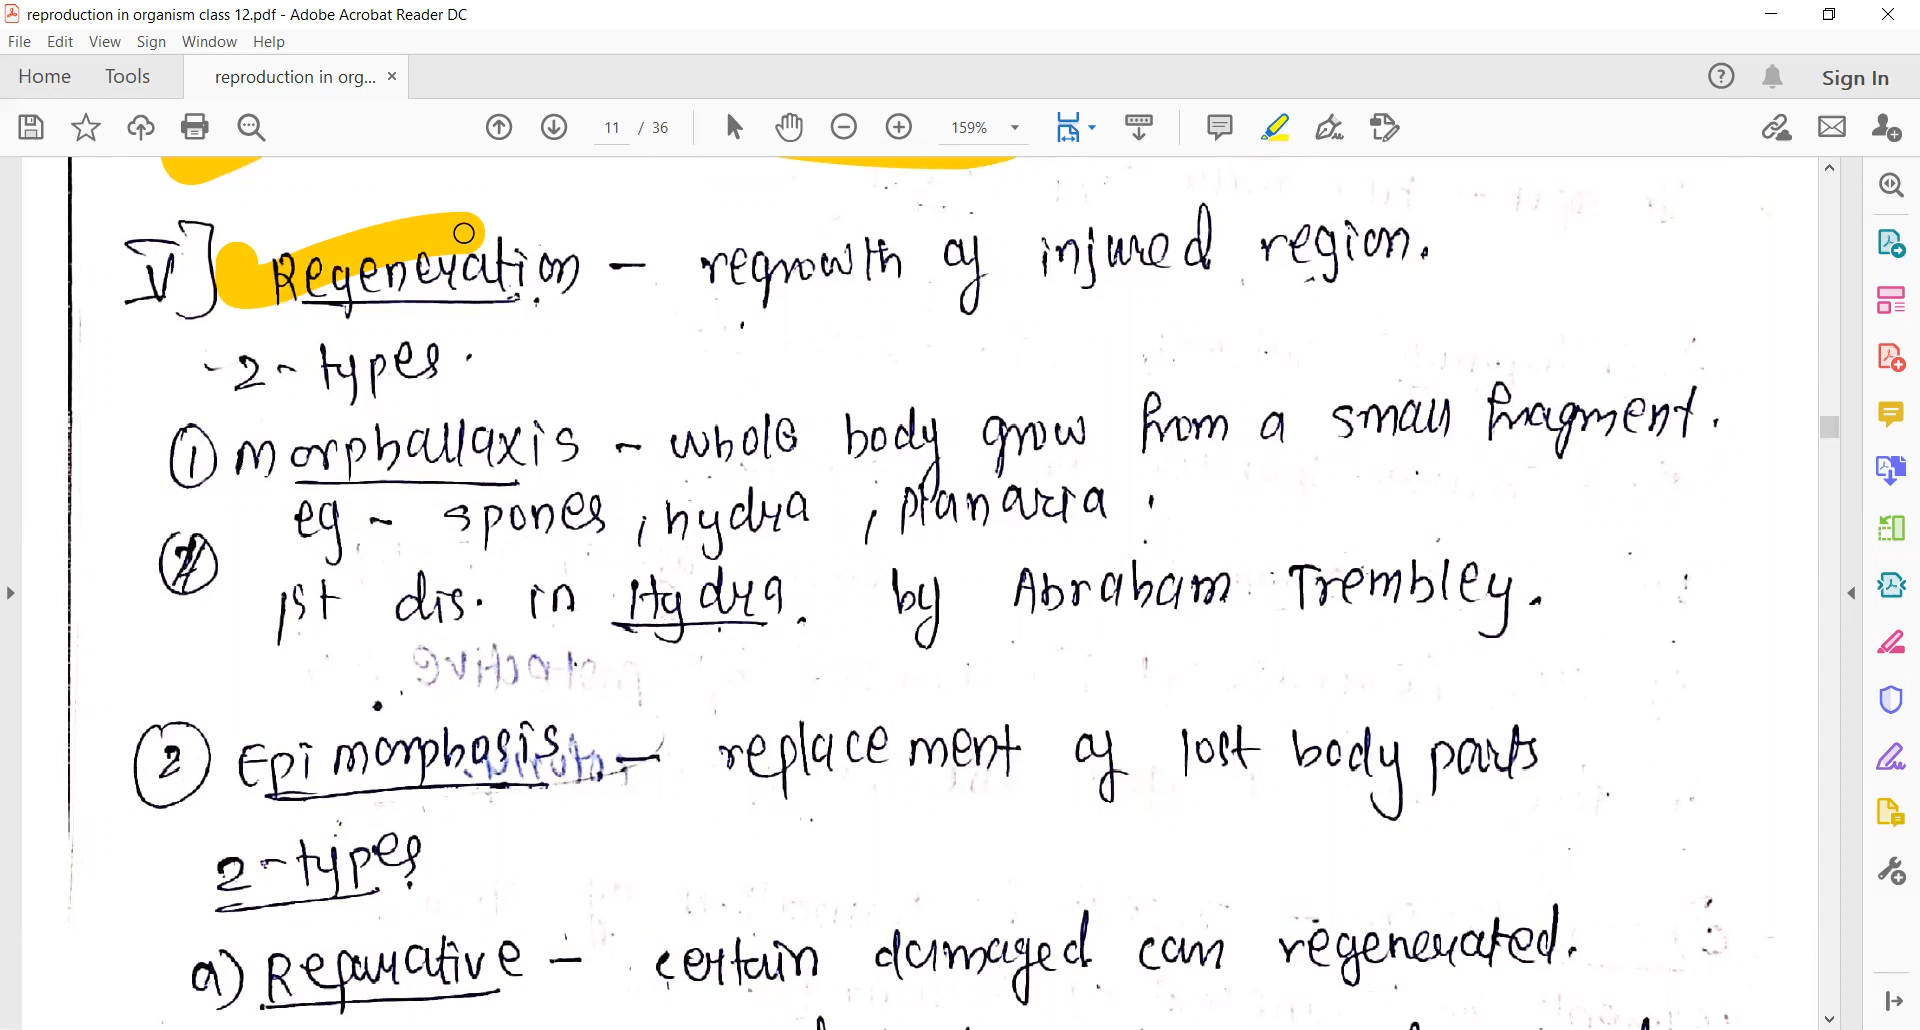 reproduction in organism class 12.pdf - Adobe Acrobat Reader DC
File Edit View Sign Window Help
Home Tools reproduction in org... × Sign In
11 / 36 159%
V] Regeneration - regrowth of injured region.
- 2 - types.
① Morphallaxis - whole body grow from a small fragment.
eg - spones, hydra, planaria.
1st dis. in Hydra. by Abraham Trembley.
② Epimorphosis - replacement of lost body parts
2 - types
a) Reparative - certain damaged can regenerated.